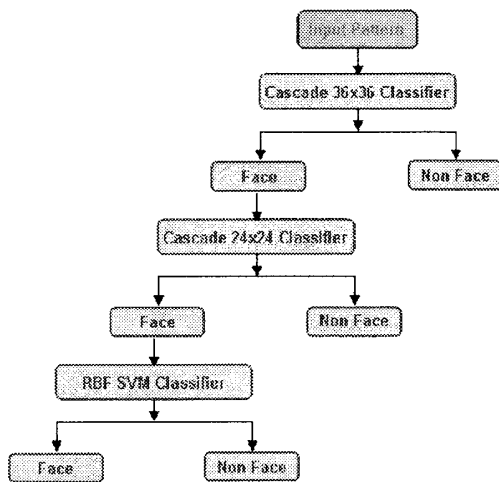 Input Pattern
Cascade 36x36 Classifier
Face
Non Face
Cascade 24x24 Classifier
Face
Non Face
RBF SVM Classifier
Face
Non Face